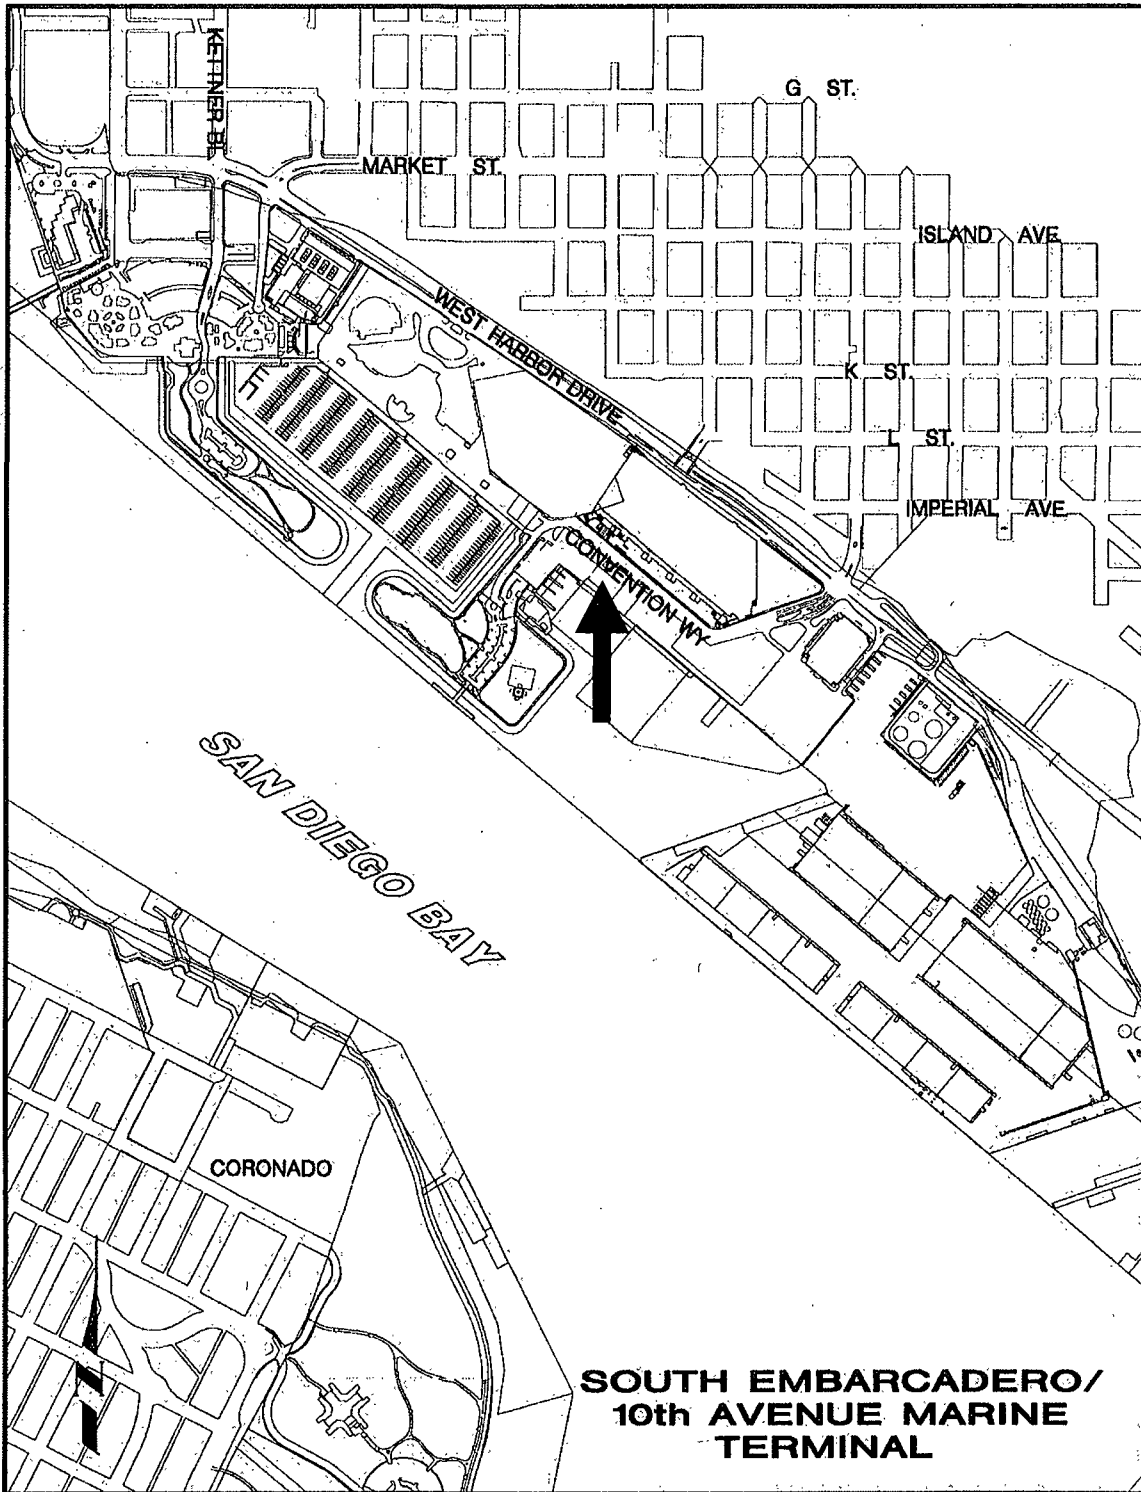 KETTNER BL.
G ST.
MARKET ST.
ISLAND AVE.
WEST HARBOR DRIVE
K ST.
L ST.
IMPERIAL AVE
CONVENTION WY
SAN DIEGO BAY
CORONADO
SOUTH EMBARCADERO/
10th AVENUE MARINE
TERMINAL